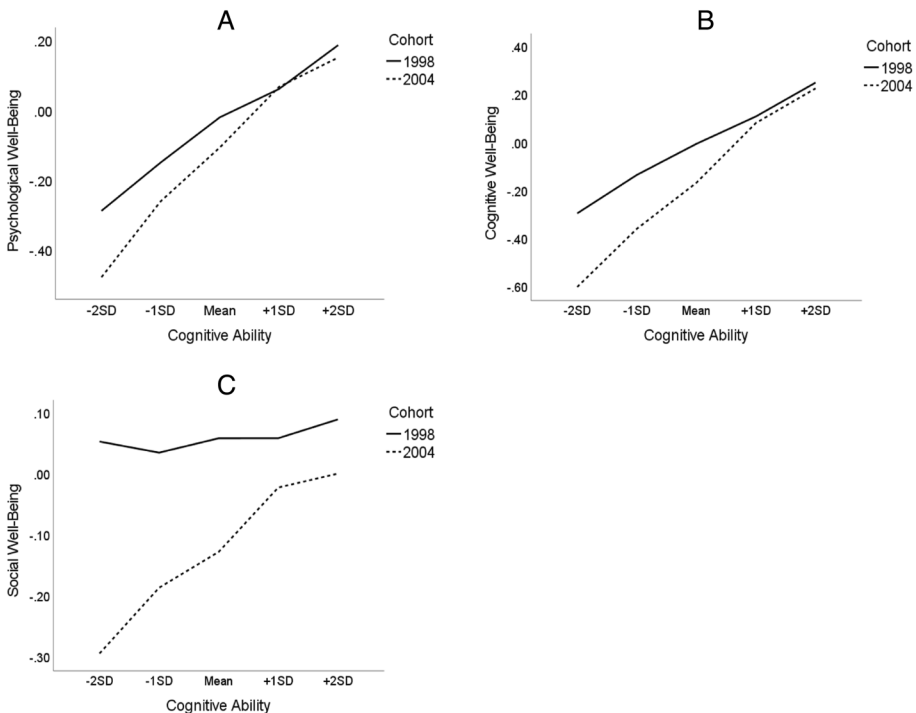 A
Cohort
1998
2004
Psychological Well-Being
.20
.00
-.20
-.40
-2SD -1SD Mean +1SD +2SD
Cognitive Ability
B
Cohort
1998
2004
Cognitive Well-Being
.40
.20
.00
-.20
-.40
-.60
-2SD -1SD Mean +1SD +2SD
Cognitive Ability
C
Cohort
1998
2004
Social Well-Being
.10
.00
-.10
-.20
-.30
-2SD -1SD Mean +1SD +2SD
Cognitive Ability